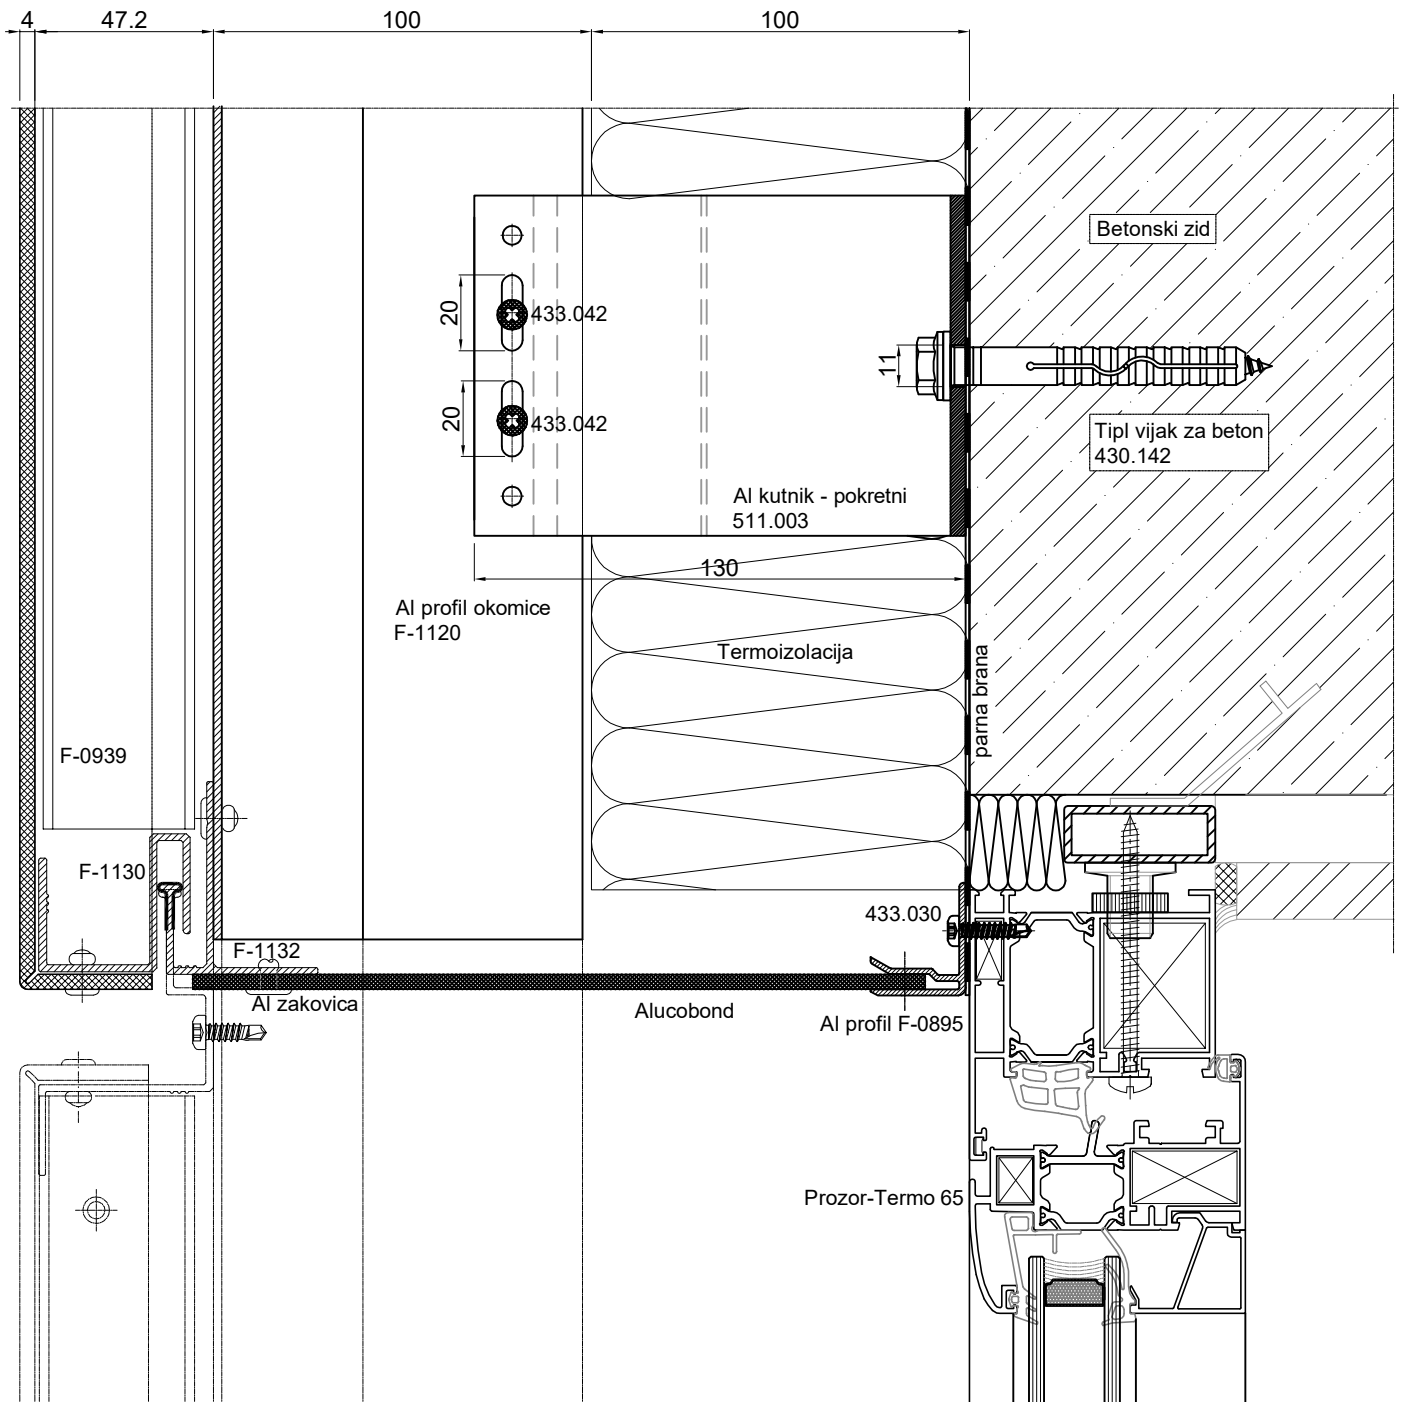 4
47.2
100
100
Betonski zid
20
433.042
11
20
433.042
Tipl vijak za beton
430.142
Al kutnik - pokretni
511.003
130
Al profil okomice
F-1120
Termoizolacija
parna brana
F-0939
F-1130
433.030
F-1132
Al zakovica
Alucobond
Al profil F-0895
Prozor-Termo 65